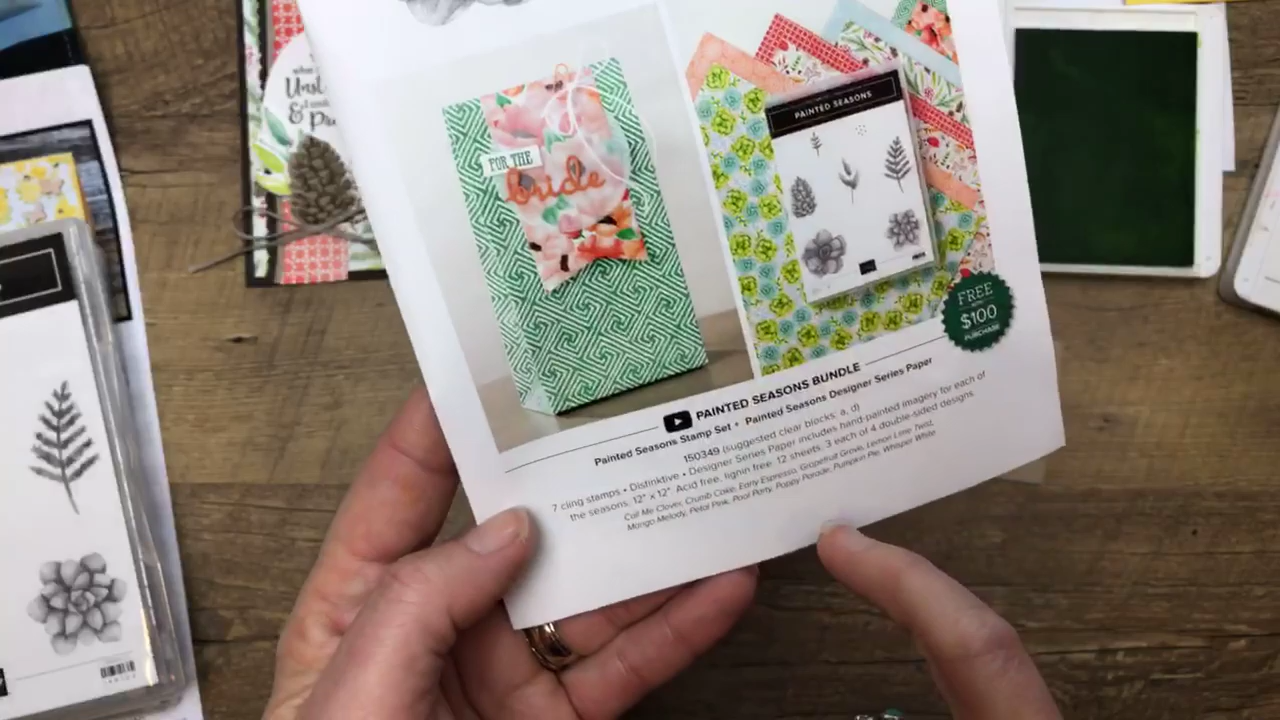 FOR THE
bride
PAINTED SEASONS
FREE
WITH
$100
PURCHASE
PAINTED SEASONS BUNDLE
Painted Seasons Stamp Set • Painted Seasons Designer Series Paper
150349 (suggested clear blocks: a, d)
7 cling stamps • Distinktive • Designer Series Paper includes hand-painted imagery for each of
the seasons. 12" x 12". Acid free, lignin free. 12 sheets: 3 each of 4 double-sided designs.
Call Me Clover, Crumb Cake, Early Espresso, Grapefruit Grove, Lemon Lime Twist,
Mango Melody, Petal Pink, Pool Party, Poppy Parade, Pumpkin Pie, Whisper White